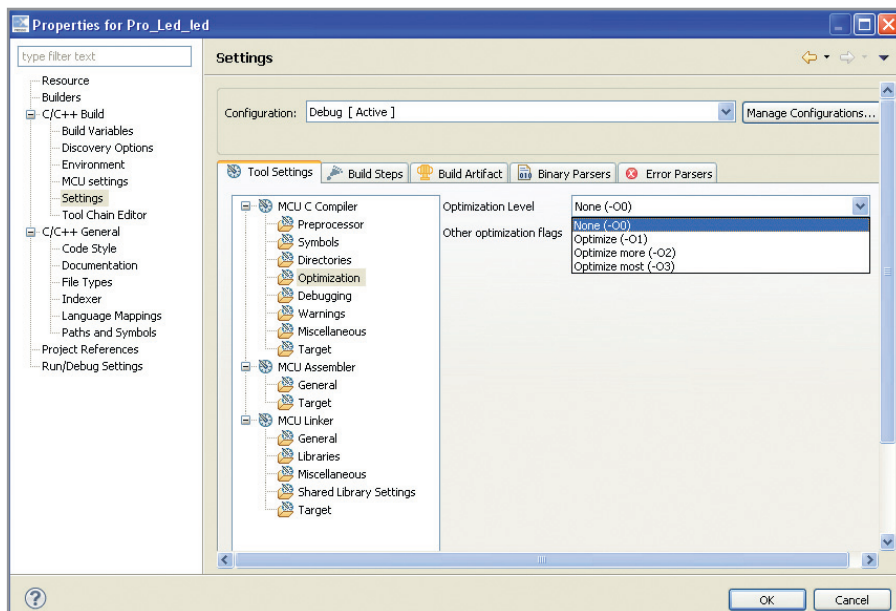 Properties for Pro_Led_led
type filter text
Resource
Builders
C/C++ Build
Build Variables
Discovery Options
Environment
MCU settings
Settings
Tool Chain Editor
C/C++ General
Code Style
Documentation
File Types
Indexer
Language Mappings
Paths and Symbols
Project References
Run/Debug Settings
Settings
Configuration: Debug [ Active ] Manage Configurations...
Tool Settings Build Steps Build Artifact 010 Binary Parsers Error Parsers
MCU C Compiler
Preprocessor
Symbols
Directories
Optimization
Debugging
Warnings
Miscellaneous
Target
MCU Assembler
General
Target
MCU Linker
General
Libraries
Miscellaneous
Shared Library Settings
Target
Optimization Level None (-O0)
Other optimization flags
None (-O0)
Optimize (-O1)
Optimize more (-O2)
Optimize most (-O3)
? OK Cancel